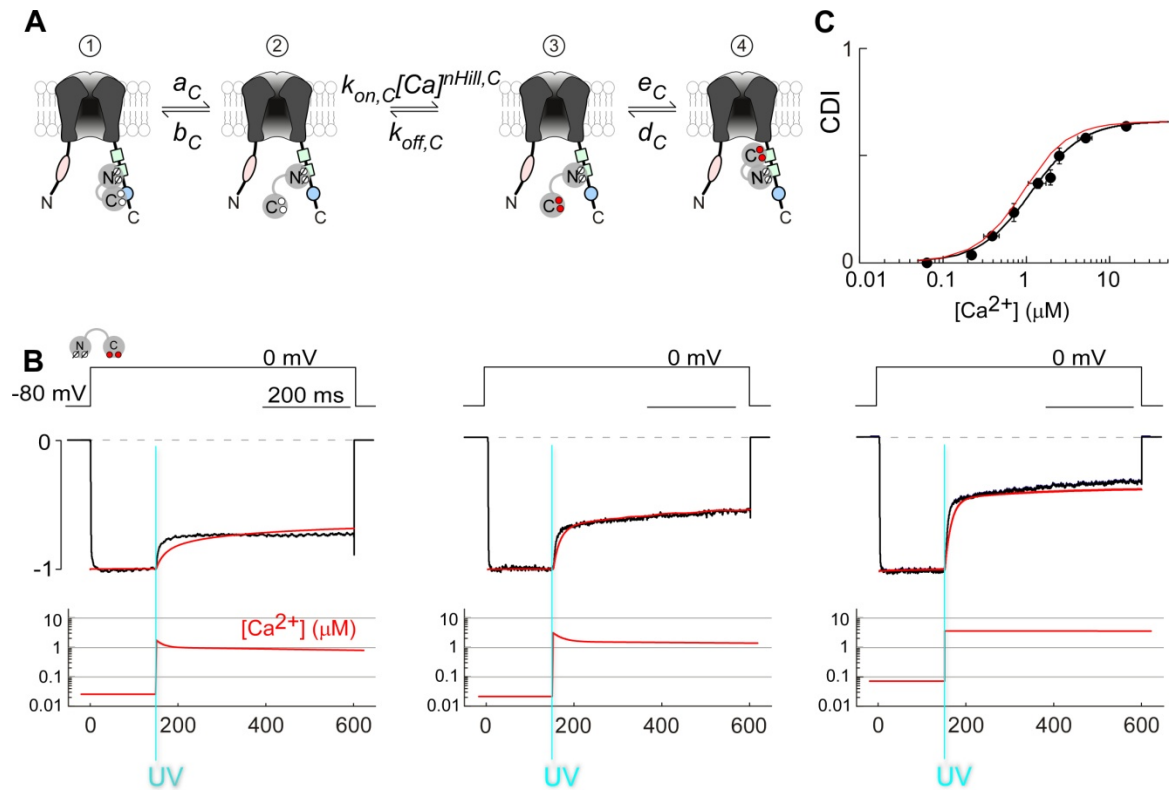 A
C
① ② ③ ④
a_C
b_C
k_on,C[Ca]^nHill,C
k_off,C
e_C
d_C
N N C C
N N C C
N N C C
N C N C
CDI
1
0
0.01 0.1 1 10
[Ca2+] (μM)
B
N C
-80 mV
0 mV
200 ms
0 mV
0 mV
0
-1
[Ca2+] (μM)
10
1
0.1
0.01
0 200 400 600
UV
10
1
0.1
0.01
0 200 400 600
UV
10
1
0.1
0.01
0 200 400 600
UV